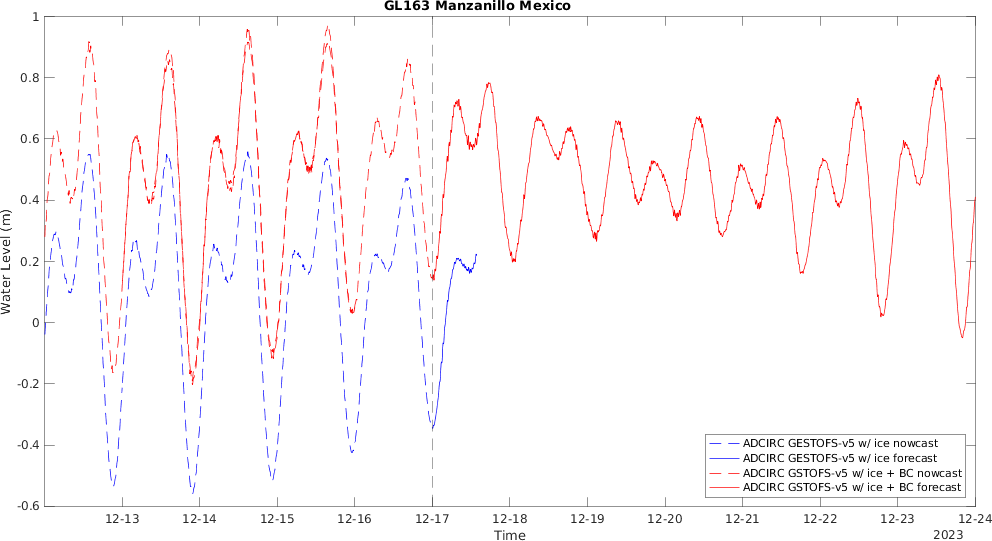 GL163 Manzanillo Mexico
1
0.8
0.6
0.4
0.2
0
-0.2
-0.4
-0.6
Water Level (m)
12-13 12-14 12-15 12-16 12-17 12-18 12-19 12-20 12-21 12-22 12-23 12-24
Time
2023
ADCIRC GESTOFS-v5 w/ ice nowcast
ADCIRC GESTOFS-v5 w/ ice forecast
ADCIRC GSTOFS-v5 w/ ice + BC nowcast
ADCIRC GSTOFS-v5 w/ ice + BC forecast